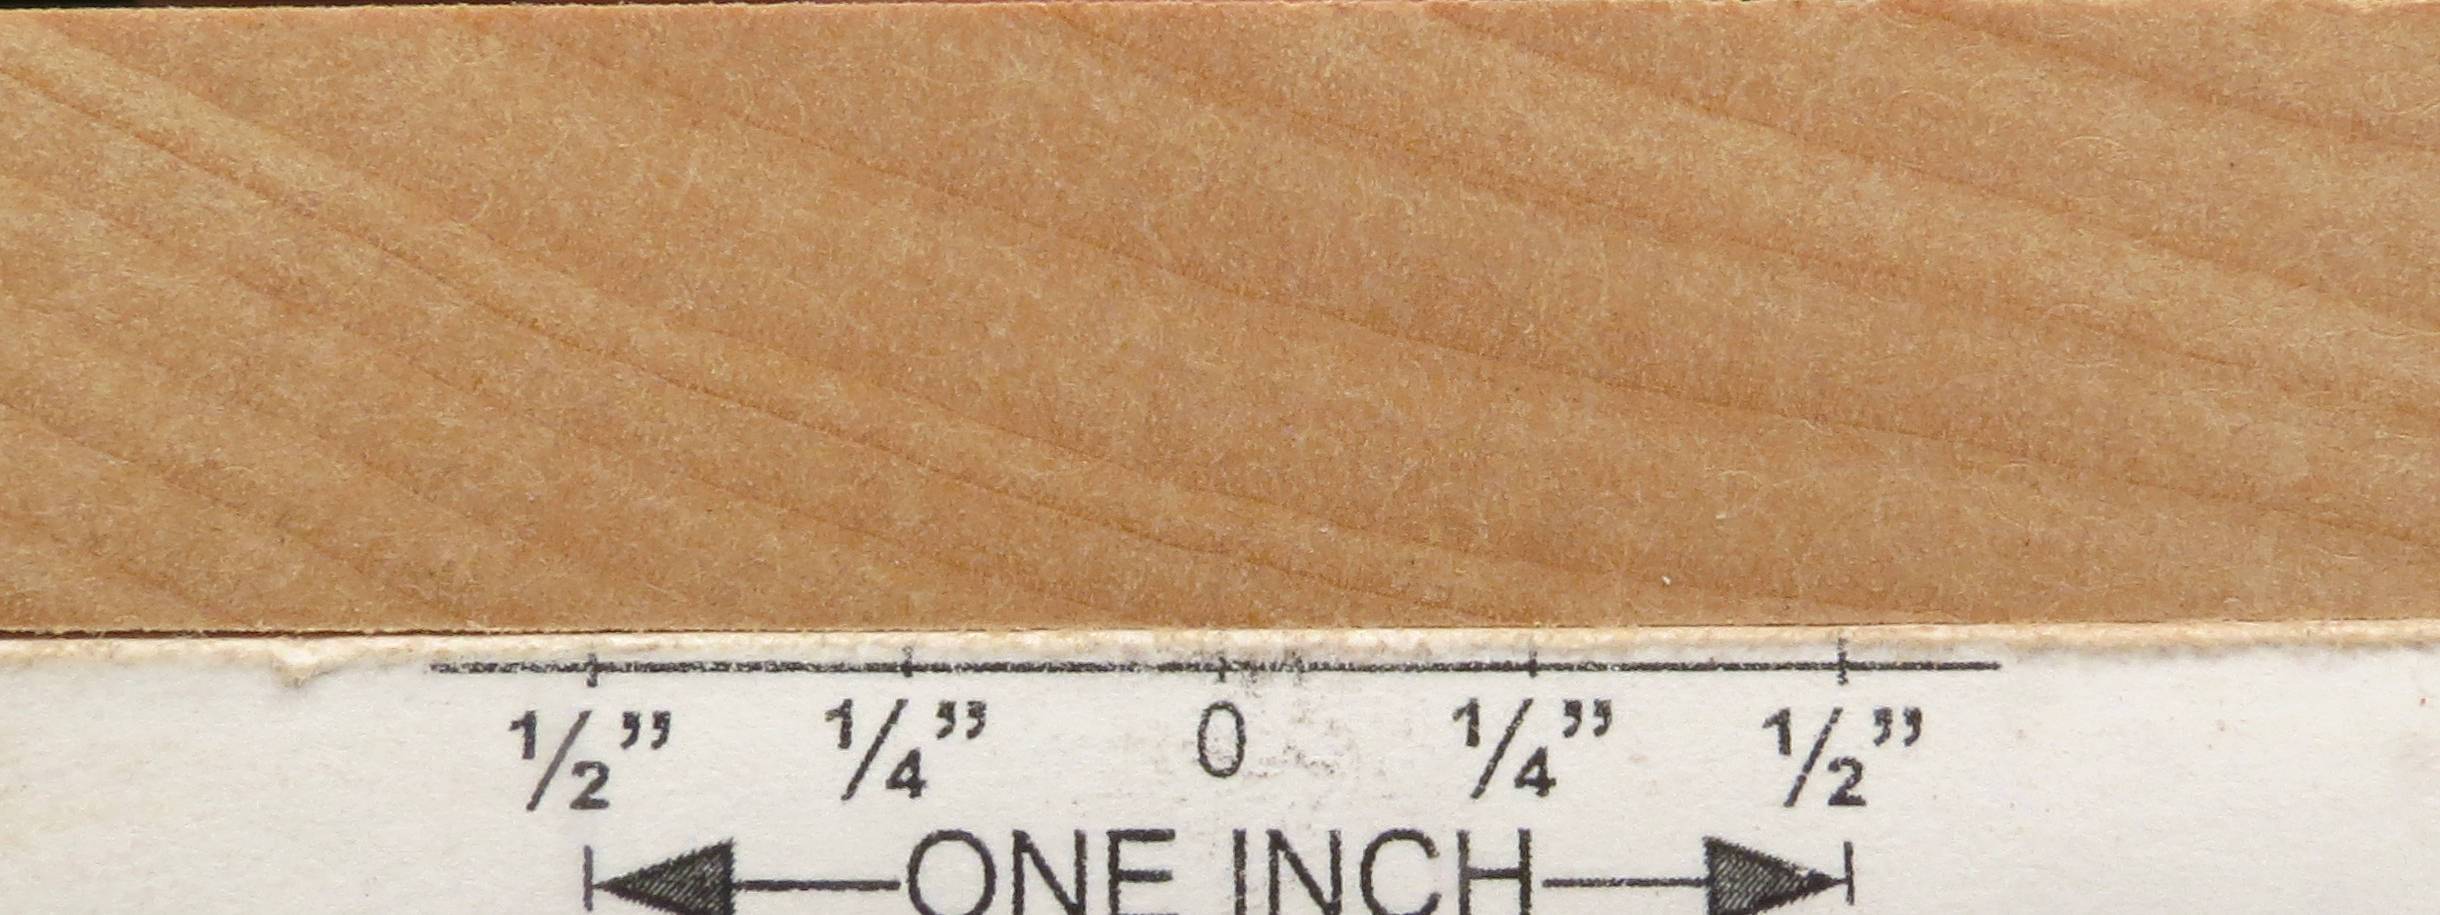 1/2” 1/4” 0 1/4” 1/2”
ONE INCH